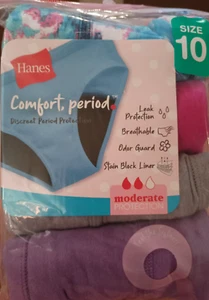 SIZE
10
Hanes
Comfort, period.
Discreet Period Protection
Leak
Protection
Breathable
Odor Guard
Stain Block Liner
moderate